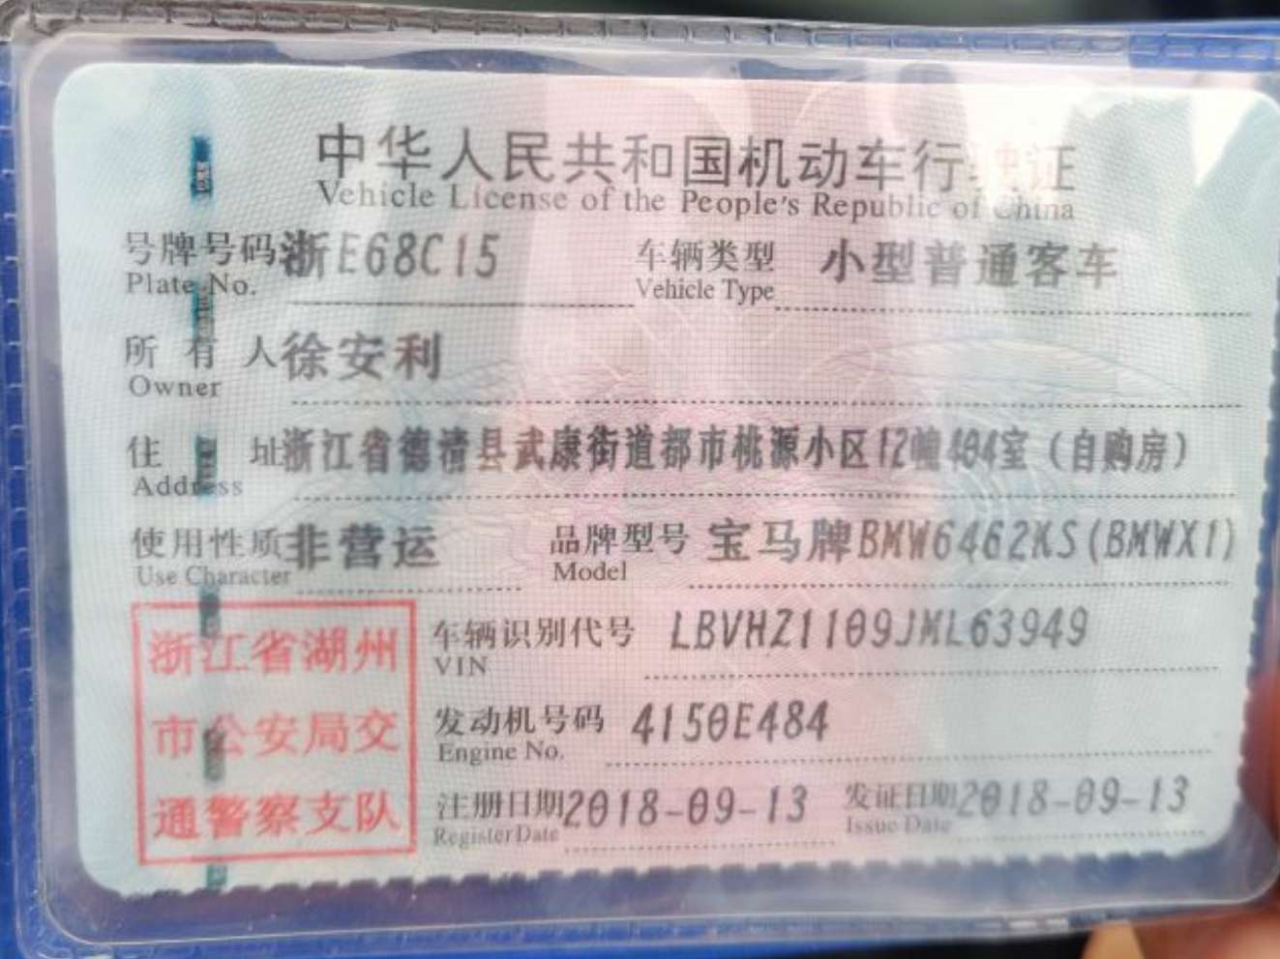 中华人民共和国机动车行驶证
Vehicle License of the People's Republic of China
号牌号码 浙E68C15 车辆类型 小型普通客车
Plate No. Vehicle Type
所有人 徐安利
Owner
住址 浙江省德清县武康街道都市桃源小区12幢404室（自购房）
Address
使用性质 非营运 品牌型号 宝马牌BMW6462KS(BMWX1)
Use Character Model
浙江省湖州
市公安局交
通警察支队
车辆识别代号 LBVHZ1109JML63949
VIN
发动机号码 4150E484
Engine No.
注册日期 2018-09-13 发证日期 2018-09-13
Register Date Issue Date